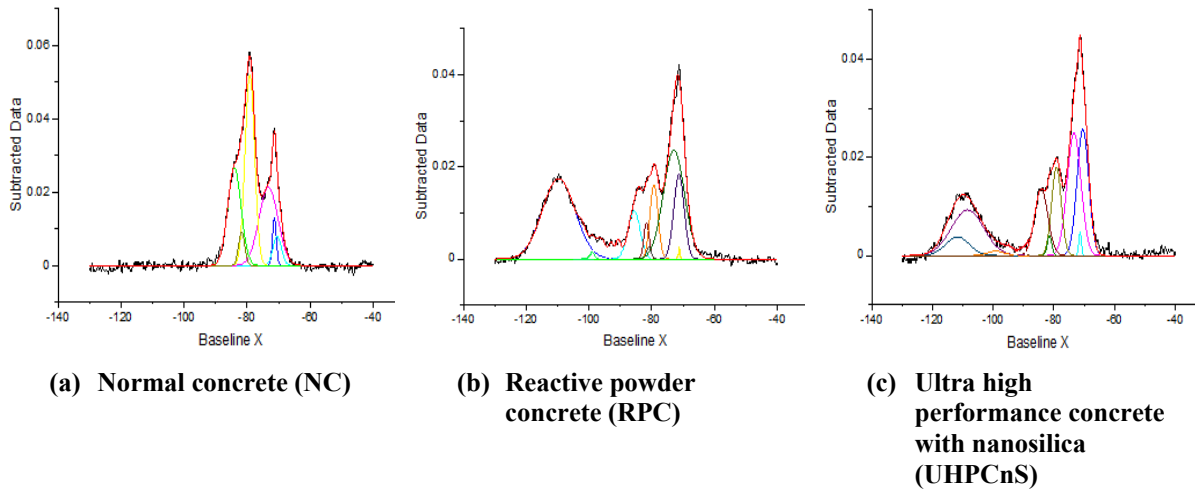 0.06
0.04
0.02
0
Subtracted Data
-140
-120
-100
-80
-60
-40
Baseline X
(a) Normal concrete (NC)
0.04
0.02
0
Subtracted Data
-140
-120
-100
-80
-60
-40
Baseline X
(b) Reactive powder
concrete (RPC)
0.04
0.02
0.00
Subtracted Data
-140
-120
-100
-80
-60
-40
Baseline X
(c) Ultra high
performance concrete
with nanosilica
(UHPCnS)